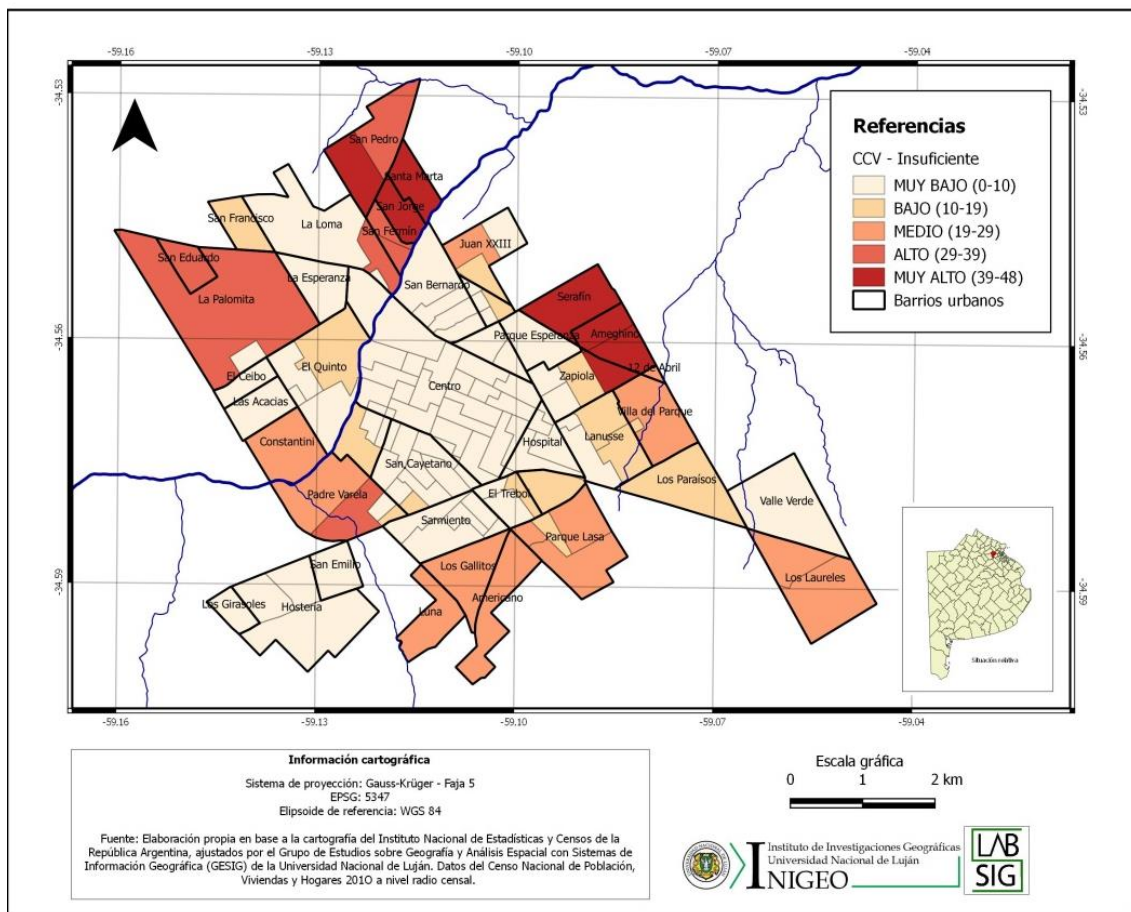 -59.16
-59.13
-59.10
-59.07
-59.04
-34.53
-34.53
Referencias
CCV - Insuficiente
MUY BAJO (0-10)
BAJO (10-19)
MEDIO (19-29)
ALTO (29-39)
MUY ALTO (39-48)
Barrios urbanos
San Pedro
Santa Marta
San Jorge
San Fermín
San Francisco
La Loma
Juan XXIII
San Eduardo
La Esperanza
San Bernardo
La Palomita
Serafín
-34.56
-34.56
Parque Esperanza
Ameghino
El Quinto
12 de Abril
El Ceibo
Centro
Zapiola
Las Acacias
Villa del Parque
Constantini
Hospital
Lanusse
San Cayetano
Los Paraísos
Padre Varela
El Trebol
Valle Verde
Sarmiento
Parque Lasa
San Emilio
Los Gallitos
Los Laureles
-34.59
-34.59
Los Girasoles
Hostería
Luna
Americano
Situación relativa
-59.16
-59.13
-59.10
-59.07
-59.04
Información cartográfica
Sistema de proyección: Gauss-Krüger - Faja 5
EPSG: 5347
Elipsoide de referencia: WGS 84
Fuente: Elaboración propia en base a la cartografía del Instituto Nacional de Estadísticas y Censos de la
República Argentina, ajustados por el Grupo de Estudios sobre Geografía y Análisis Espacial con Sistemas de
Información Geográfica (GESIG) de la Universidad Nacional de Luján. Datos del Censo Nacional de Población,
Viviendas y Hogares 2010 a nivel radio censal.
Escala gráfica
0 1 2 km
Instituto de Investigaciones Geográficas
Universidad Nacional de Luján
INIGEO
LAB
SIG